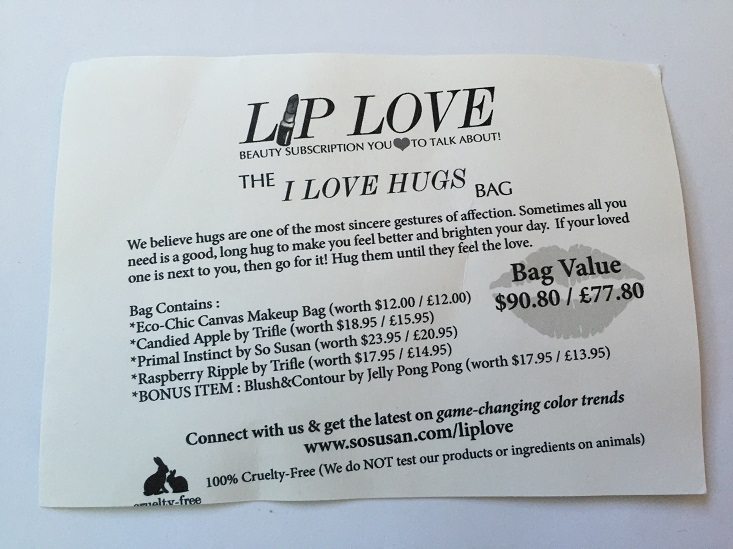 LIP LOVE
BEAUTY SUBSCRIPTION YOU TO TALK ABOUT!
THE I LOVE HUGS BAG
We believe hugs are one of the most sincere gestures of affection. Sometimes all you
need is a good, long hug to make you feel better and brighten your day. If your loved
one is next to you, then go for it! Hug them until they feel the love.
Bag Value
$90.80 / £77.80
Bag Contains :
*Eco-Chic Canvas Makeup Bag (worth $12.00 / £12.00)
*Candied Apple by Trifle (worth $18.95 / £15.95)
*Primal Instinct by So Susan (worth $23.95 / £20.95)
*Raspberry Ripple by Trifle (worth $17.95 / £14.95)
*BONUS ITEM : Blush&Contour by Jelly Pong Pong (worth $17.95 / £13.95)
Connect with us & get the latest on game-changing color trends
www.sosusan.com/liplove
100% Cruelty-Free (We do NOT test our products or ingredients on animals)
cruelty-free